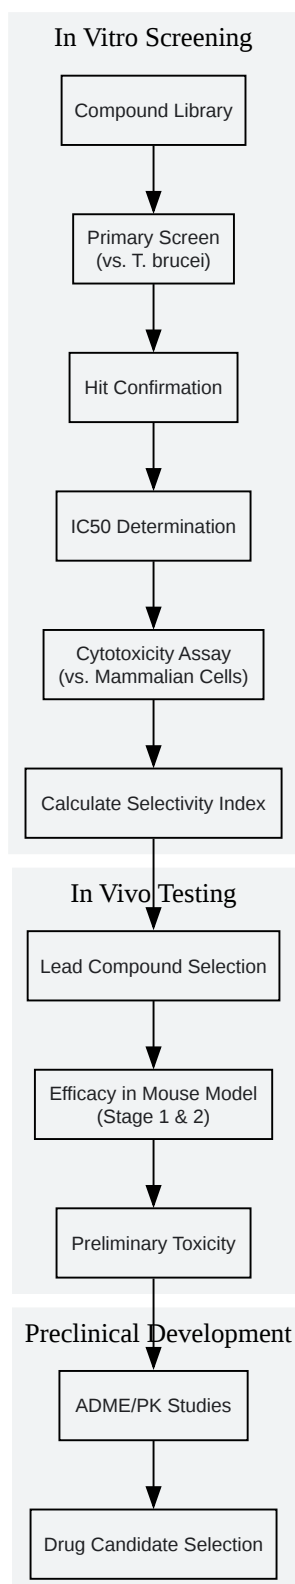 In Vitro Screening
Compound Library
Primary Screen
(vs. T. brucei)
Hit Confirmation
IC50 Determination
Cytotoxicity Assay
(vs. Mammalian Cells)
Calculate Selectivity Index
In Vivo Testing
Lead Compound Selection
Efficacy in Mouse Model
(Stage 1 & 2)
Preliminary Toxicity
Preclinical Development
ADME/PK Studies
Drug Candidate Selection